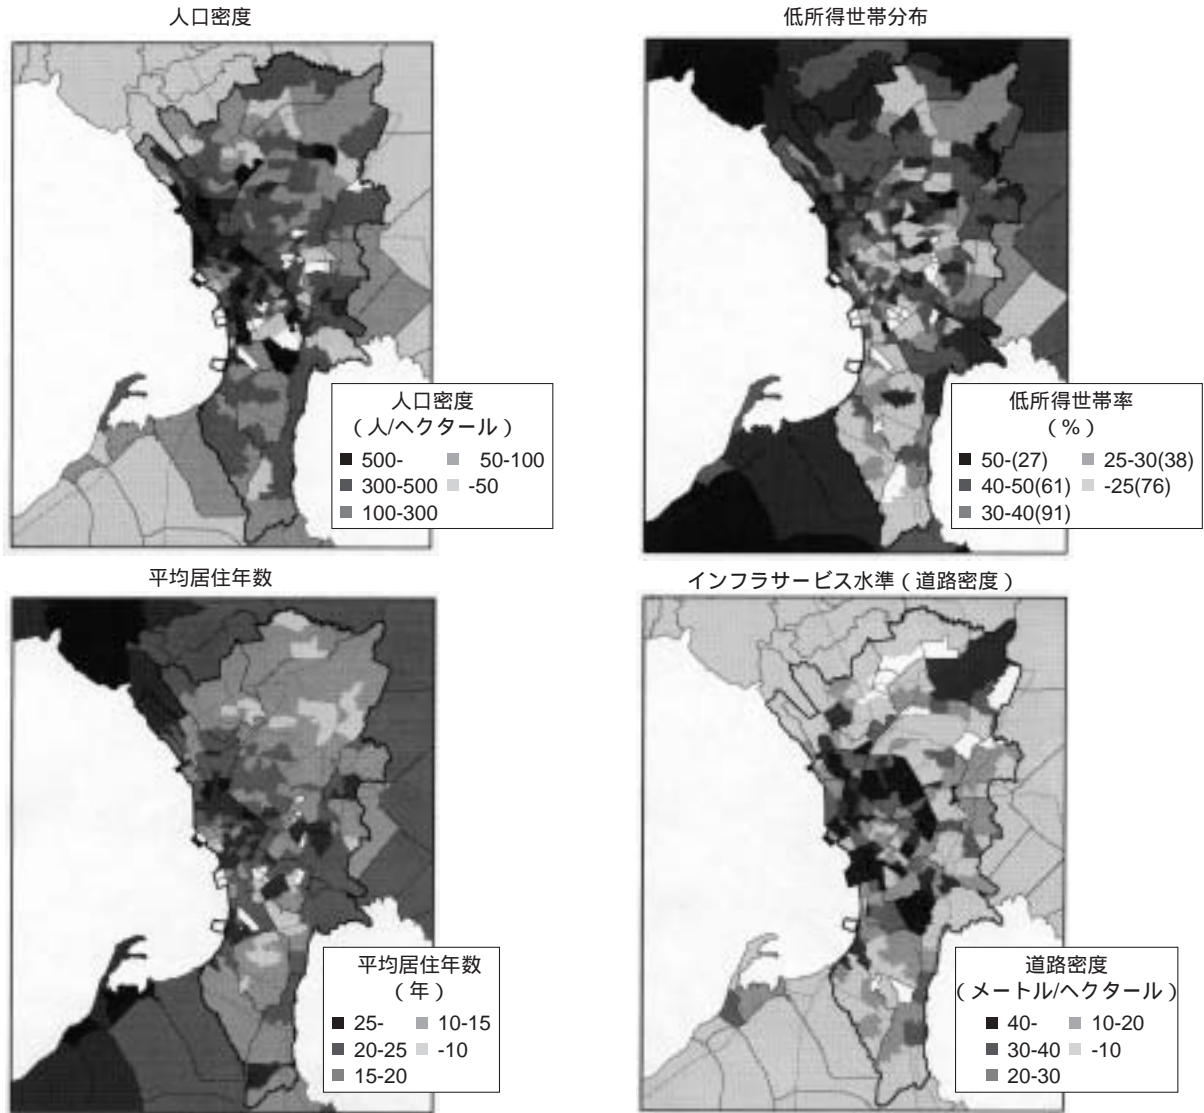 人口密度
低所得世帯分布
人口密度
（人/ヘクタール）
500- 50-100
300-500 -50
100-300
低所得世帯率
（%）
50-(27) 25-30(38)
40-50(61) -25(76)
30-40(91)
平均居住年数
インフラサービス水準（道路密度）
平均居住年数
（年）
25- 10-15
20-25 -10
15-20
道路密度
（メートル/ヘクタール）
40- 10-20
30-40 -10
20-30